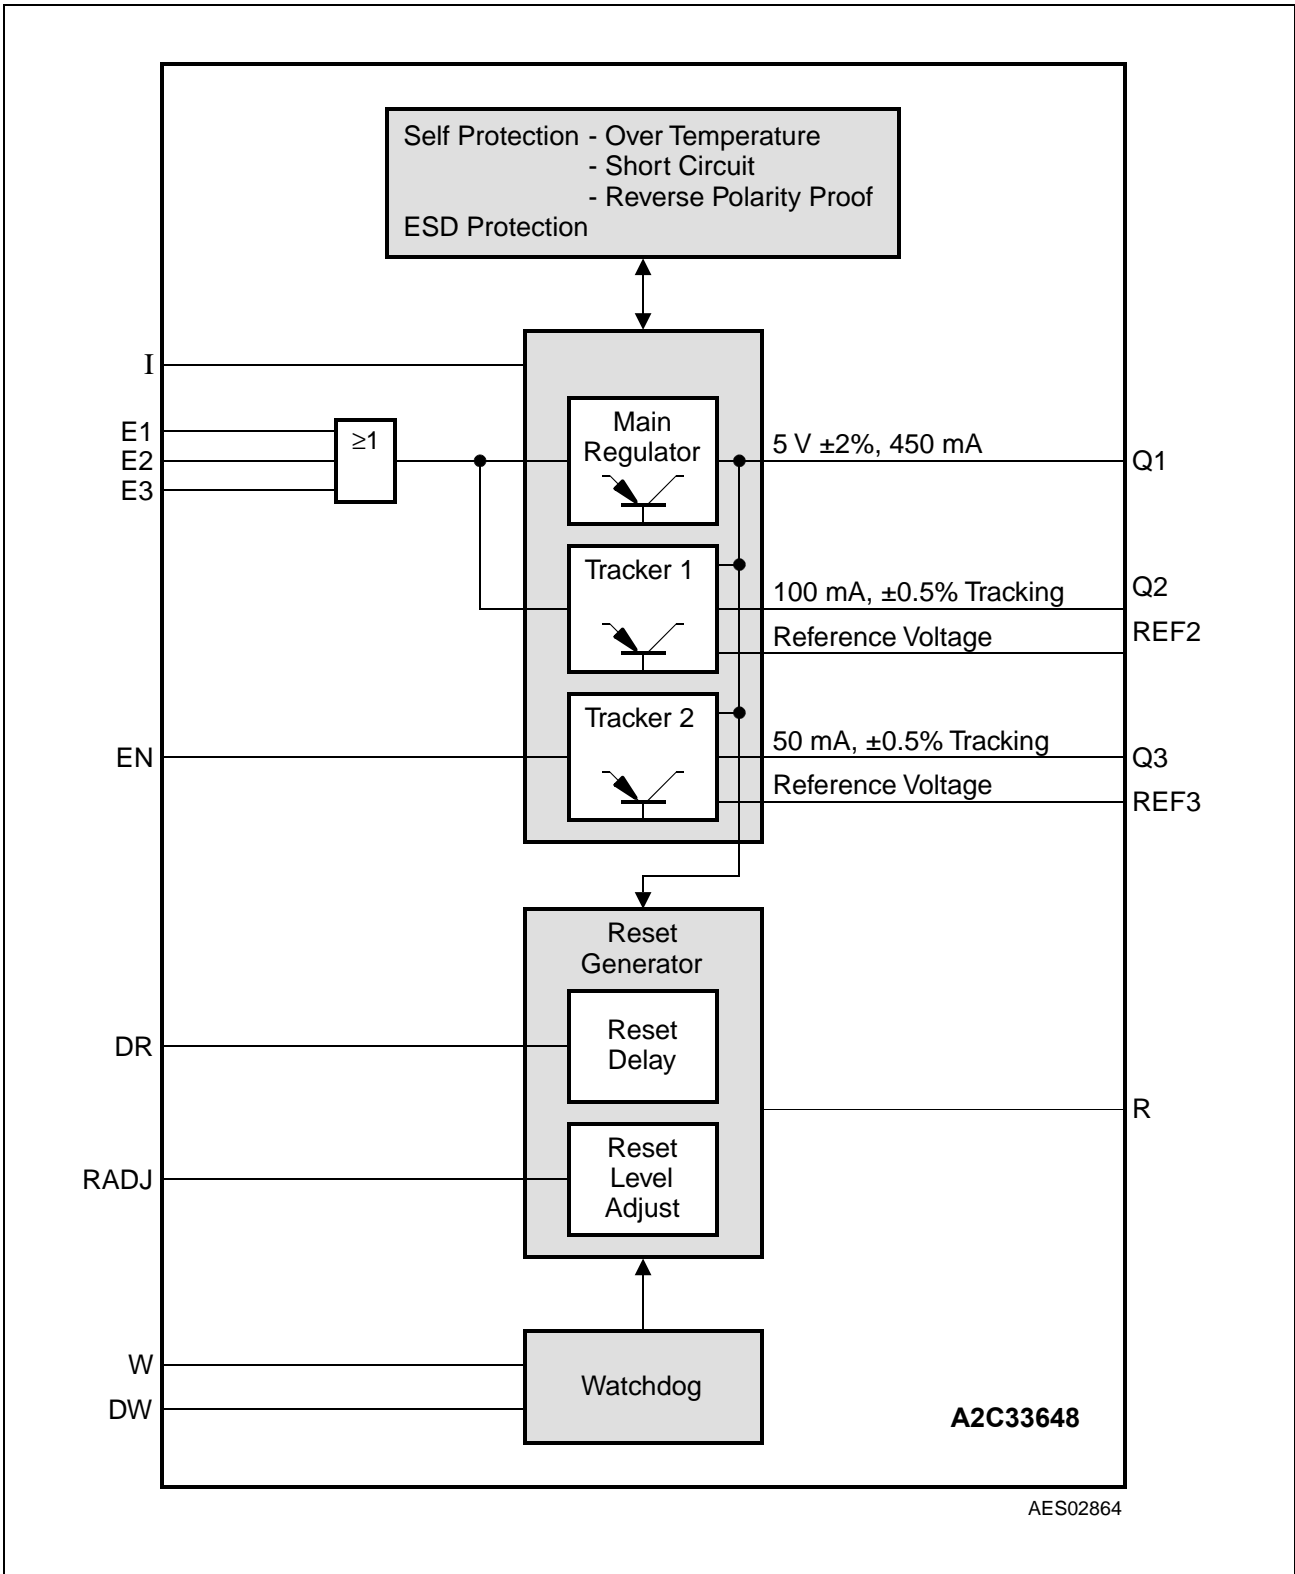 Self Protection - Over Temperature
- Short Circuit
- Reverse Polarity Proof
ESD Protection
I
E1
E2
E3
≥1
Main
Regulator
5 V ±2%, 450 mA
Q1
Tracker 1
100 mA, ±0.5% Tracking
Q2
Reference Voltage
REF2
EN
Tracker 2
50 mA, ±0.5% Tracking
Q3
Reference Voltage
REF3
Reset
Generator
DR
Reset
Delay
R
RADJ
Reset
Level
Adjust
W
DW
Watchdog
A2C33648
AES02864